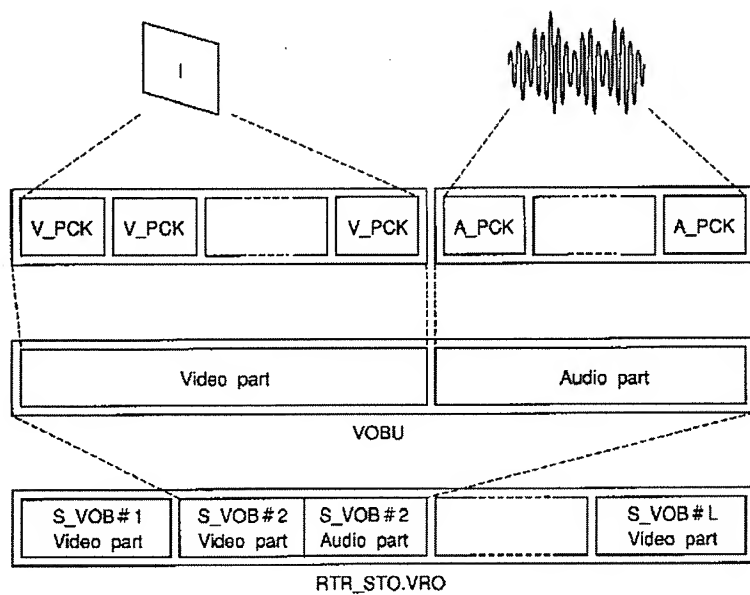 I
V_PCK V_PCK V_PCK A_PCK A_PCK
Video part Audio part
VOBU
S_VOB#1 S_VOB#2 S_VOB#2 S_VOB#L
Video part Video part Audio part Video part
RTR_STO.VRO